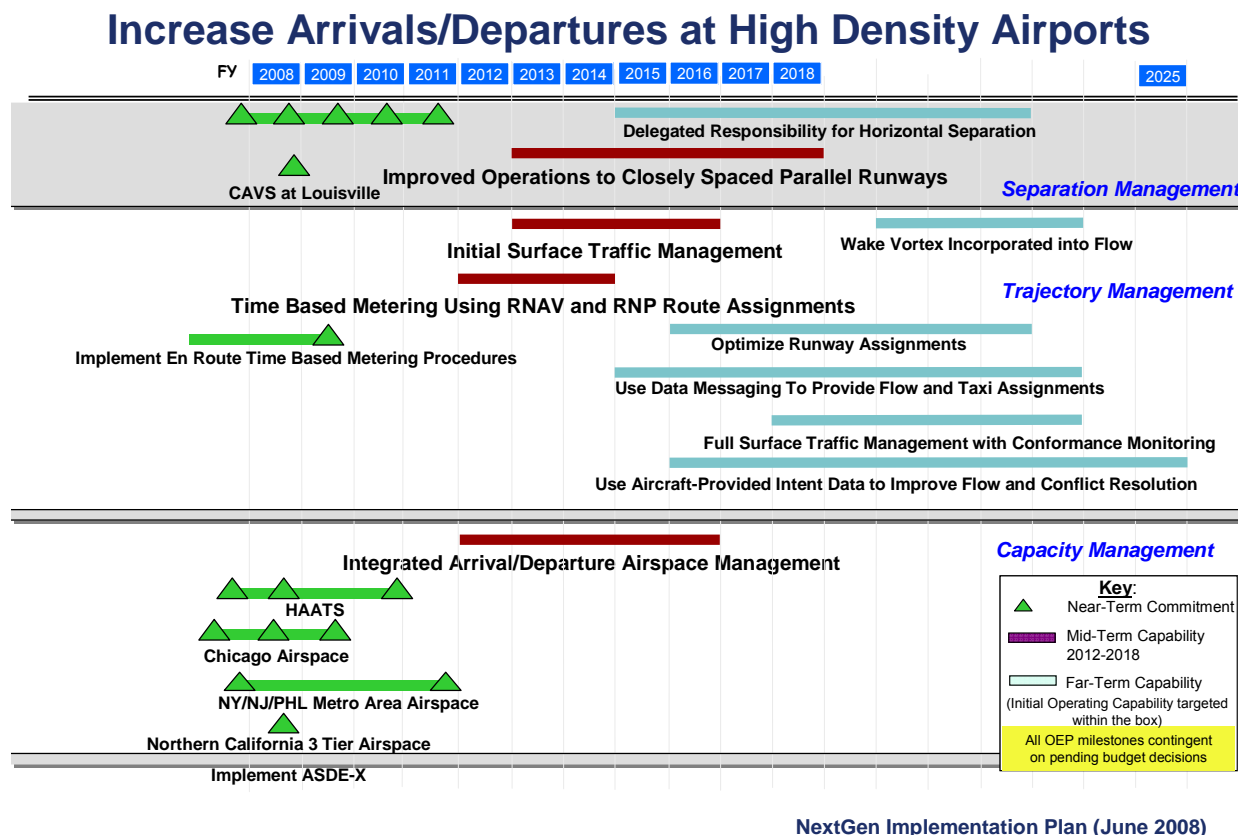 Increase Arrivals/Departures at High Density Airports
FY 2008 2009 2010 2011 2012 2013 2014 2015 2016 2017 2018 2025
Delegated Responsibility for Horizontal Separation
Improved Operations to Closely Spaced Parallel Runways
CAVS at Louisville
Separation Management
Initial Surface Traffic Management
Wake Vortex Incorporated into Flow
Time Based Metering Using RNAV and RNP Route Assignments
Trajectory Management
Implement En Route Time Based Metering Procedures
Optimize Runway Assignments
Use Data Messaging To Provide Flow and Taxi Assignments
Full Surface Traffic Management with Conformance Monitoring
Use Aircraft-Provided Intent Data to Improve Flow and Conflict Resolution
Integrated Arrival/Departure Airspace Management
Capacity Management
HAATS
Chicago Airspace
NY/NJ/PHL Metro Area Airspace
Northern California 3 Tier Airspace
Implement ASDE-X
Key:
Near-Term Commitment
Mid-Term Capability
2012-2018
Far-Term Capability
(Initial Operating Capability targeted
within the box)
All OEP milestones contingent
on pending budget decisions
NextGen Implementation Plan (June 2008)